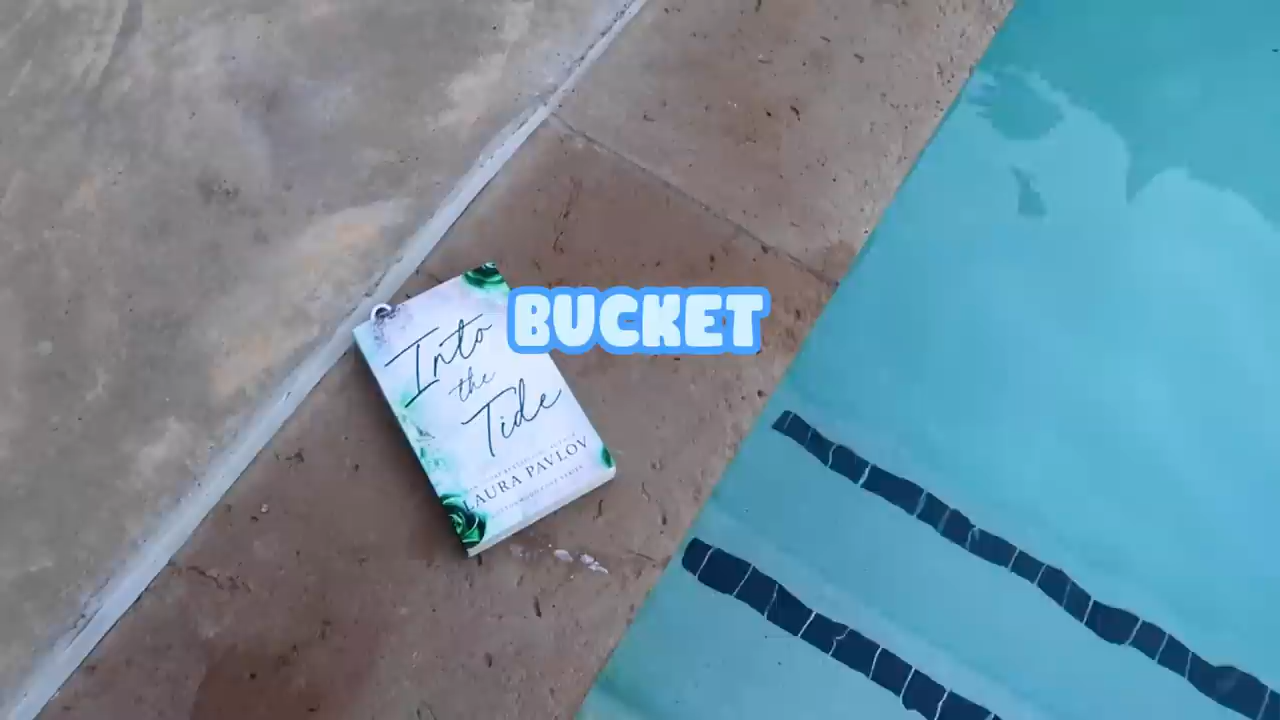 BUCKET
Into
the
Tide
LAURA PAVLOV